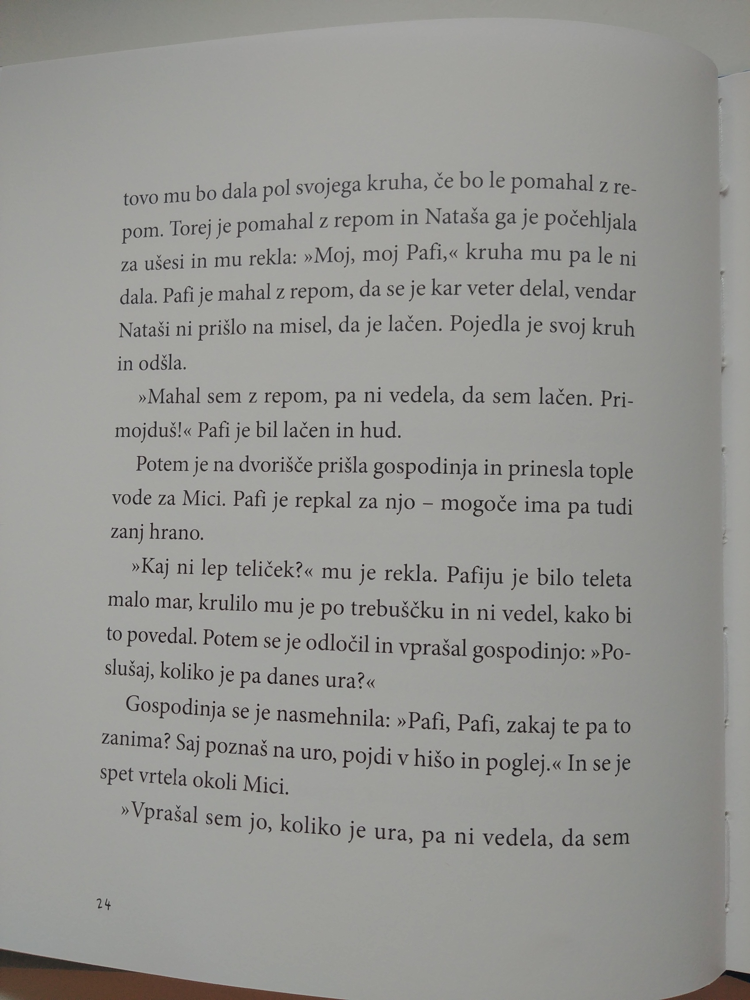 tovo mu bo dala pol svojega kruha, če bo le pomahal z re-
pom. Torej je pomahal z repom in Nataša ga je počehljala
za ušesi in mu rekla: »Moj, moj Pafi,« kruha mu pa le ni
dala. Pafi je mahal z repom, da se je kar veter delal, vendar
Nataši ni prišlo na misel, da je lačen. Pojedla je svoj kruh
in odšla.
»Mahal sem z repom, pa ni vedela, da sem lačen. Pri-
mojduš!« Pafi je bil lačen in hud.
Potem je na dvorišče prišla gospodinja in prinesla tople
vode za Mici. Pafi je repkal za njo – mogoče ima pa tudi
zanj hrano.
»Kaj ni lep teliček?« mu je rekla. Pafiju je bilo teleta
malo mar, krulilo mu je po trebuščku in ni vedel, kako bi
to povedal. Potem se je odločil in vprašal gospodinjo: »Po-
slušaj, koliko je pa danes ura?«
Gospodinja se je nasmehnila: »Pafi, Pafi, zakaj te pa to
zanima? Saj poznaš na uro, pojdi v hišo in poglej.« In se je
spet vrtela okoli Mici.
»Vprašal sem jo, koliko je ura, pa ni vedela, da sem
24